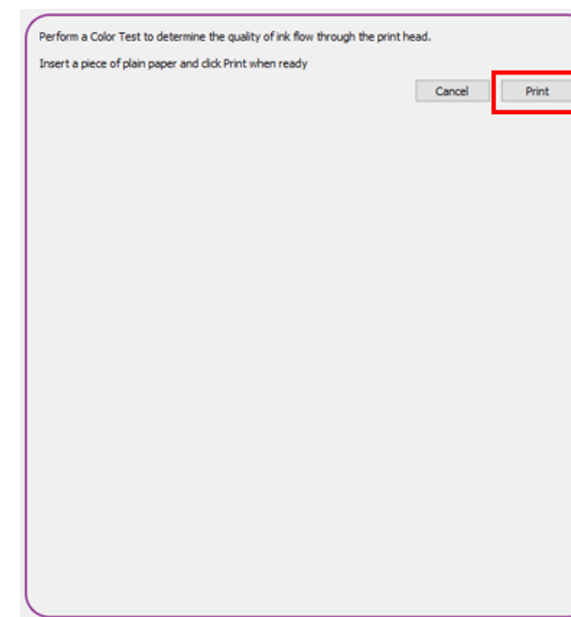 Perform a Color Test to determine the quality of ink flow through the print head.
Insert a piece of plain paper and click Print when ready
Cancel Print